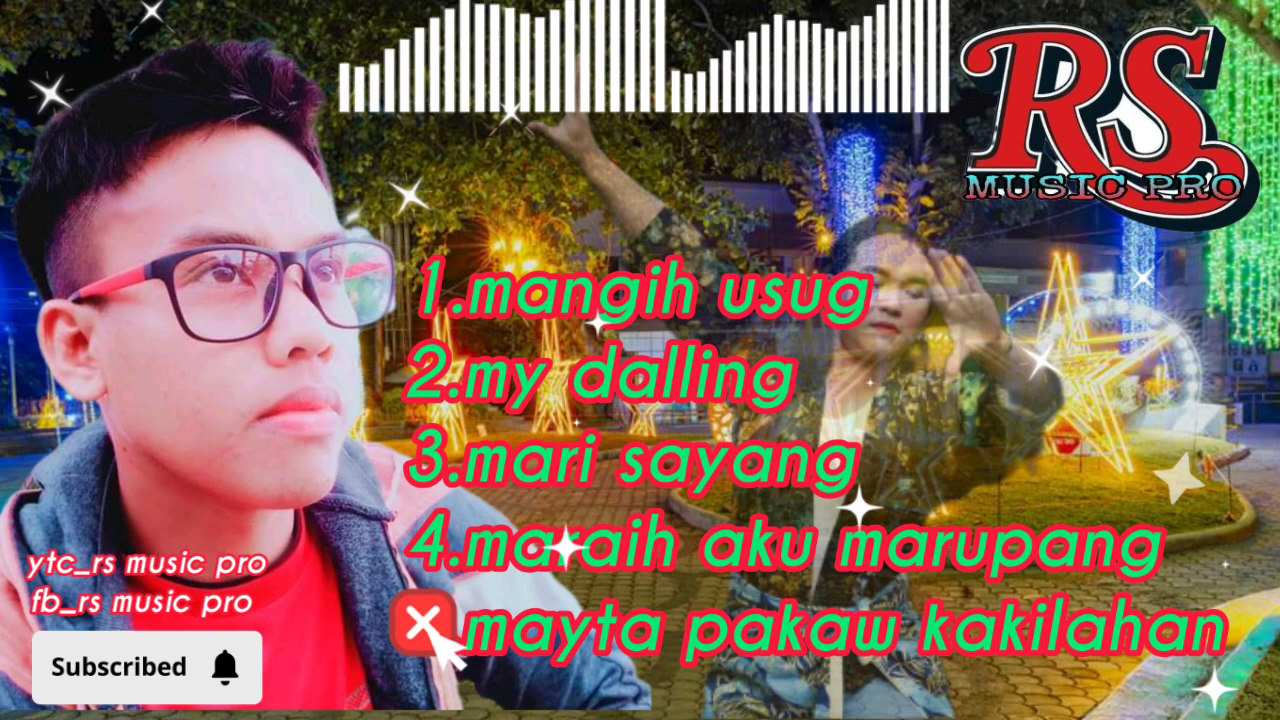 RS
MUSIC PRO
1.mangih usug
2.my dalling
3.mari sayang
4.maraih aku marupang
mayta pakaw kakilahan
ytc_rs music pro
fb_rs music pro
Subscribed